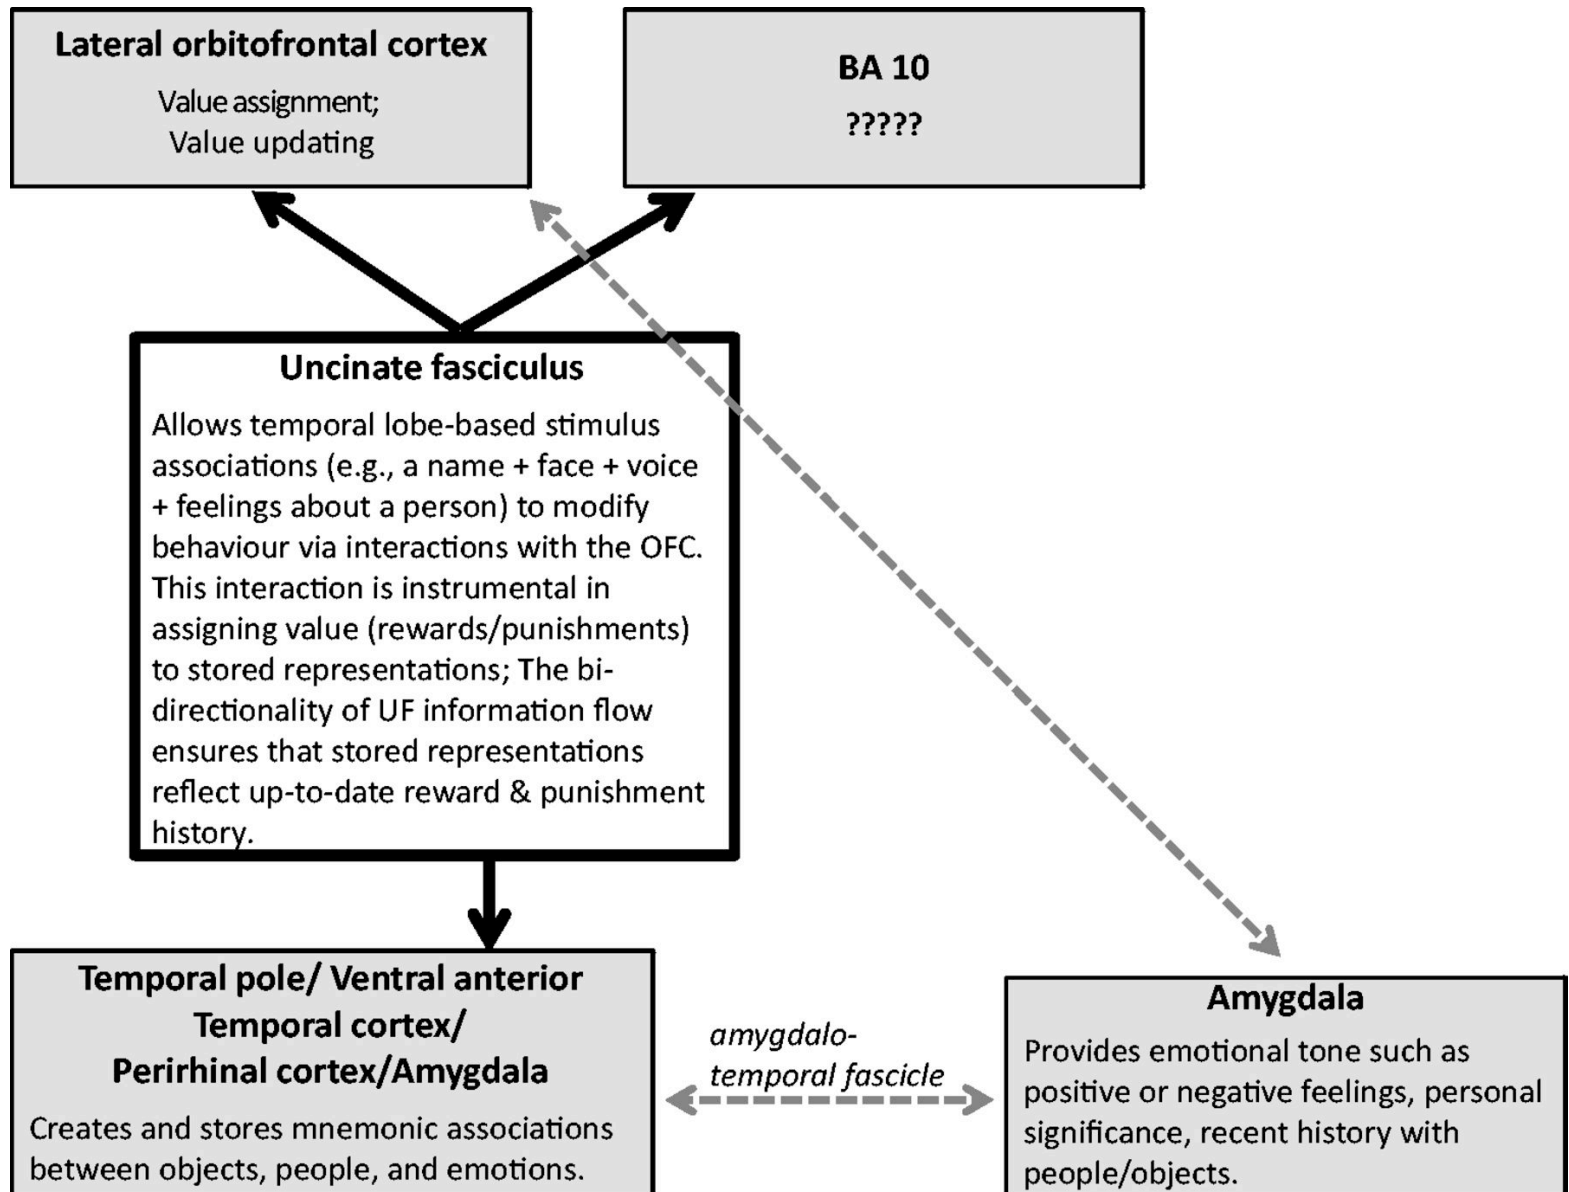 Lateral orbitofrontal cortex
Value assignment;
Value updating
BA 10
?????
Uncinate fasciculus
Allows temporal lobe-based stimulus
associations (e.g., a name + face + voice
+ feelings about a person) to modify
behaviour via interactions with the OFC.
This interaction is instrumental in
assigning value (rewards/punishments)
to stored representations; The bi-
directionality of UF information flow
ensures that stored representations
reflect up-to-date reward & punishment
history.
Temporal pole/ Ventral anterior
Temporal cortex/
Perirhinal cortex/Amygdala
Creates and stores mnemonic associations
between objects, people, and emotions.
amygdalo-
temporal fascicle
Amygdala
Provides emotional tone such as
positive or negative feelings, personal
significance, recent history with
people/objects.